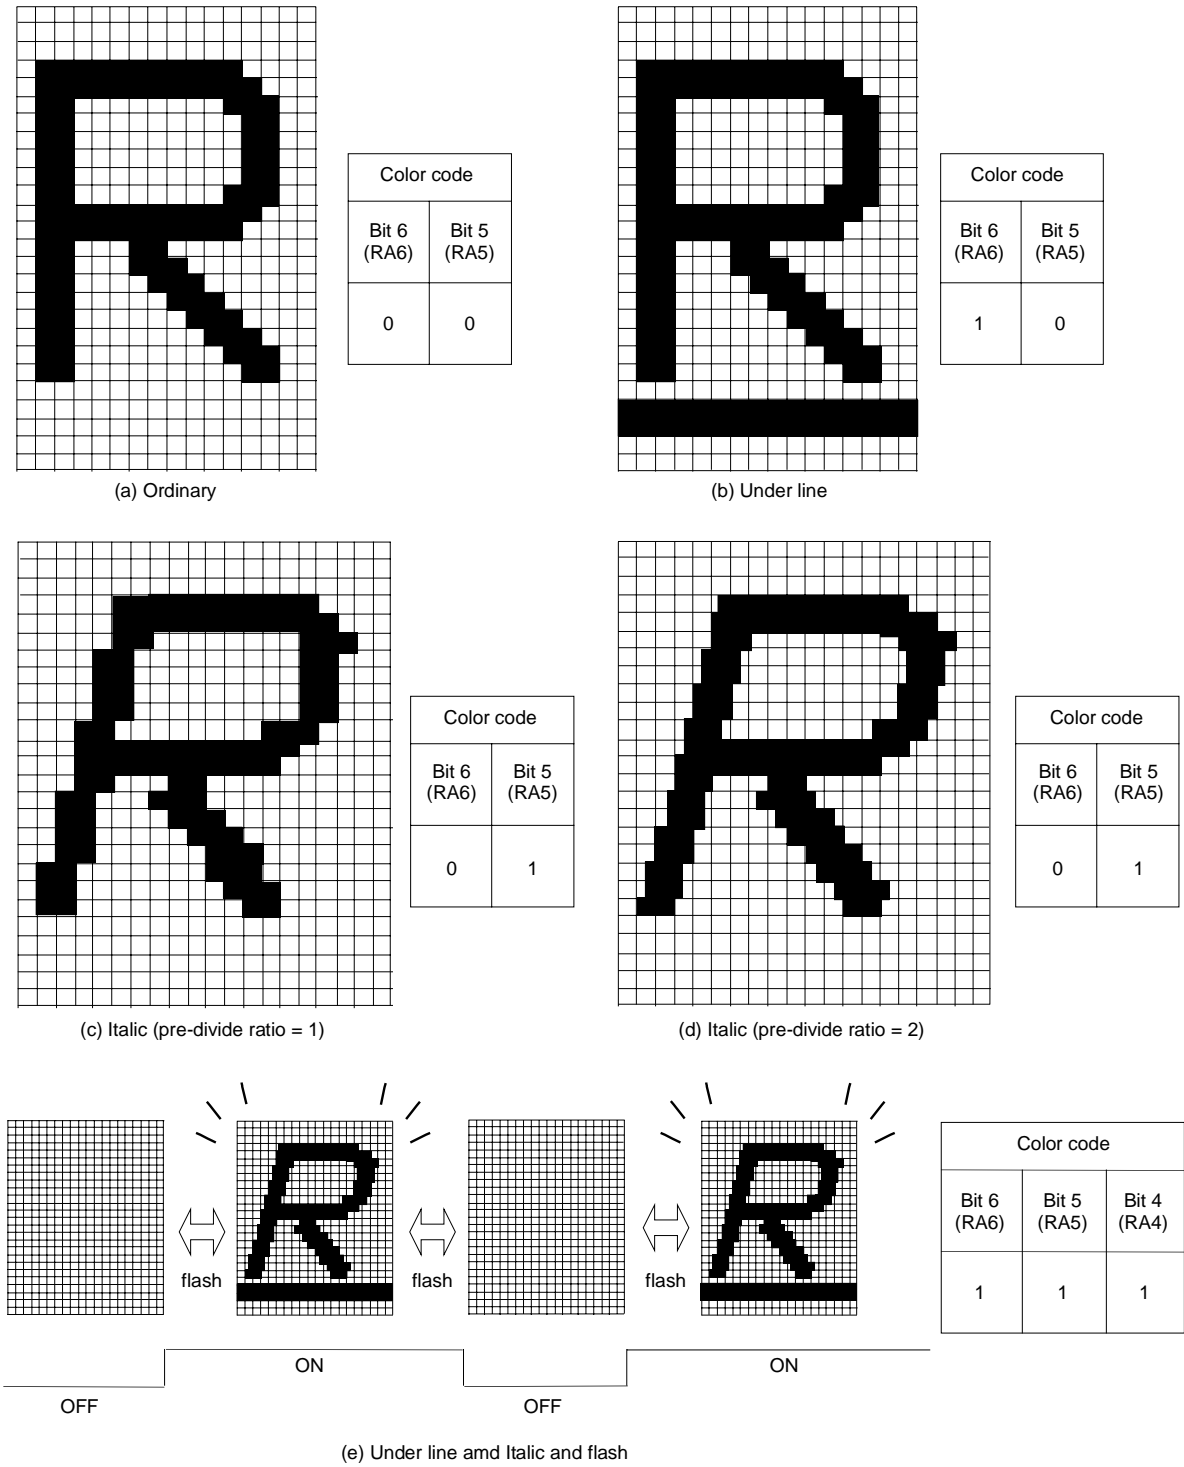 Color code
Bit 6 (RA6) Bit 5 (RA5)
0 0
(a) Ordinary
Color code
Bit 6 (RA6) Bit 5 (RA5)
1 0
(b) Under line
Color code
Bit 6 (RA6) Bit 5 (RA5)
0 1
(c) Italic (pre-divide ratio = 1)
Color code
Bit 6 (RA6) Bit 5 (RA5)
0 1
(d) Italic (pre-divide ratio = 2)
flash
flash
flash
Color code
Bit 6 (RA6) Bit 5 (RA5) Bit 4 (RA4)
1 1 1
OFF
ON
OFF
ON
(e) Under line amd Italic and flash